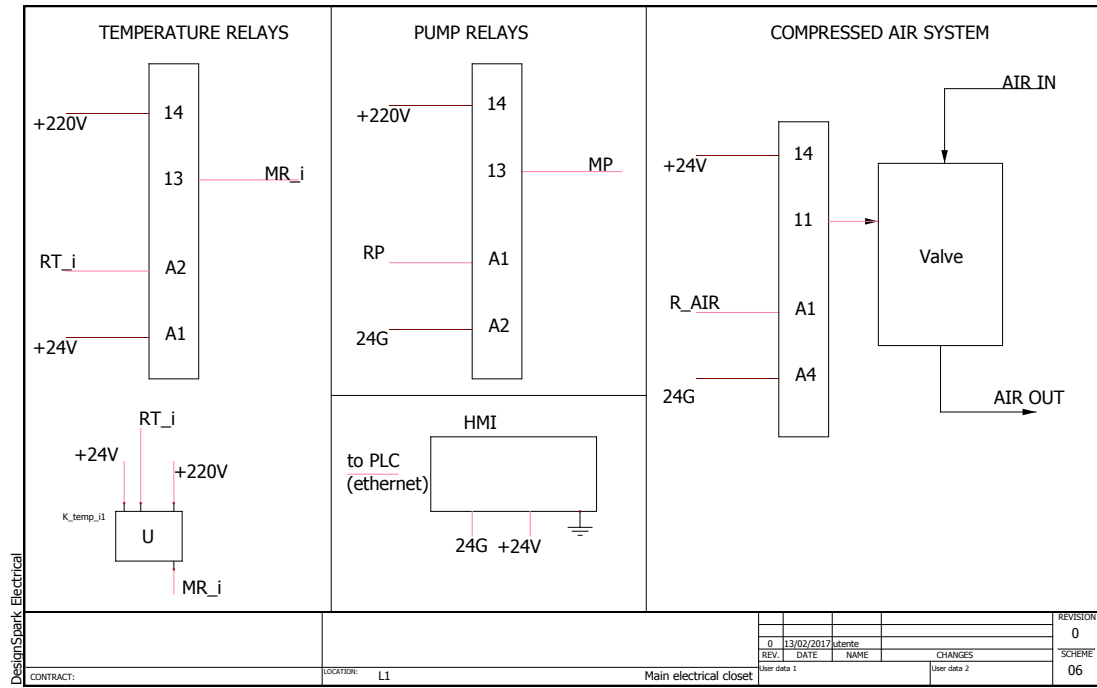 TEMPERATURE RELAYS
+220V
14
13
MR_i
RT_i
A2
+24V
A1
RT_i
+24V
+220V
K_temp_i1
U
MR_i
PUMP RELAYS
+220V
14
13
MP
RP
A1
24G
A2
HMI
to PLC
(ethernet)
24G +24V
COMPRESSED AIR SYSTEM
AIR IN
+24V
14
11
Valve
R_AIR
A1
24G
A4
AIR OUT
DesignSpark Electrical
CONTRACT:
LOCATION: L1
Main electrical closet
0 13/02/2017 utente
REV. DATE NAME CHANGES
User data 1
User data 2
REVISION
0
SCHEME
06